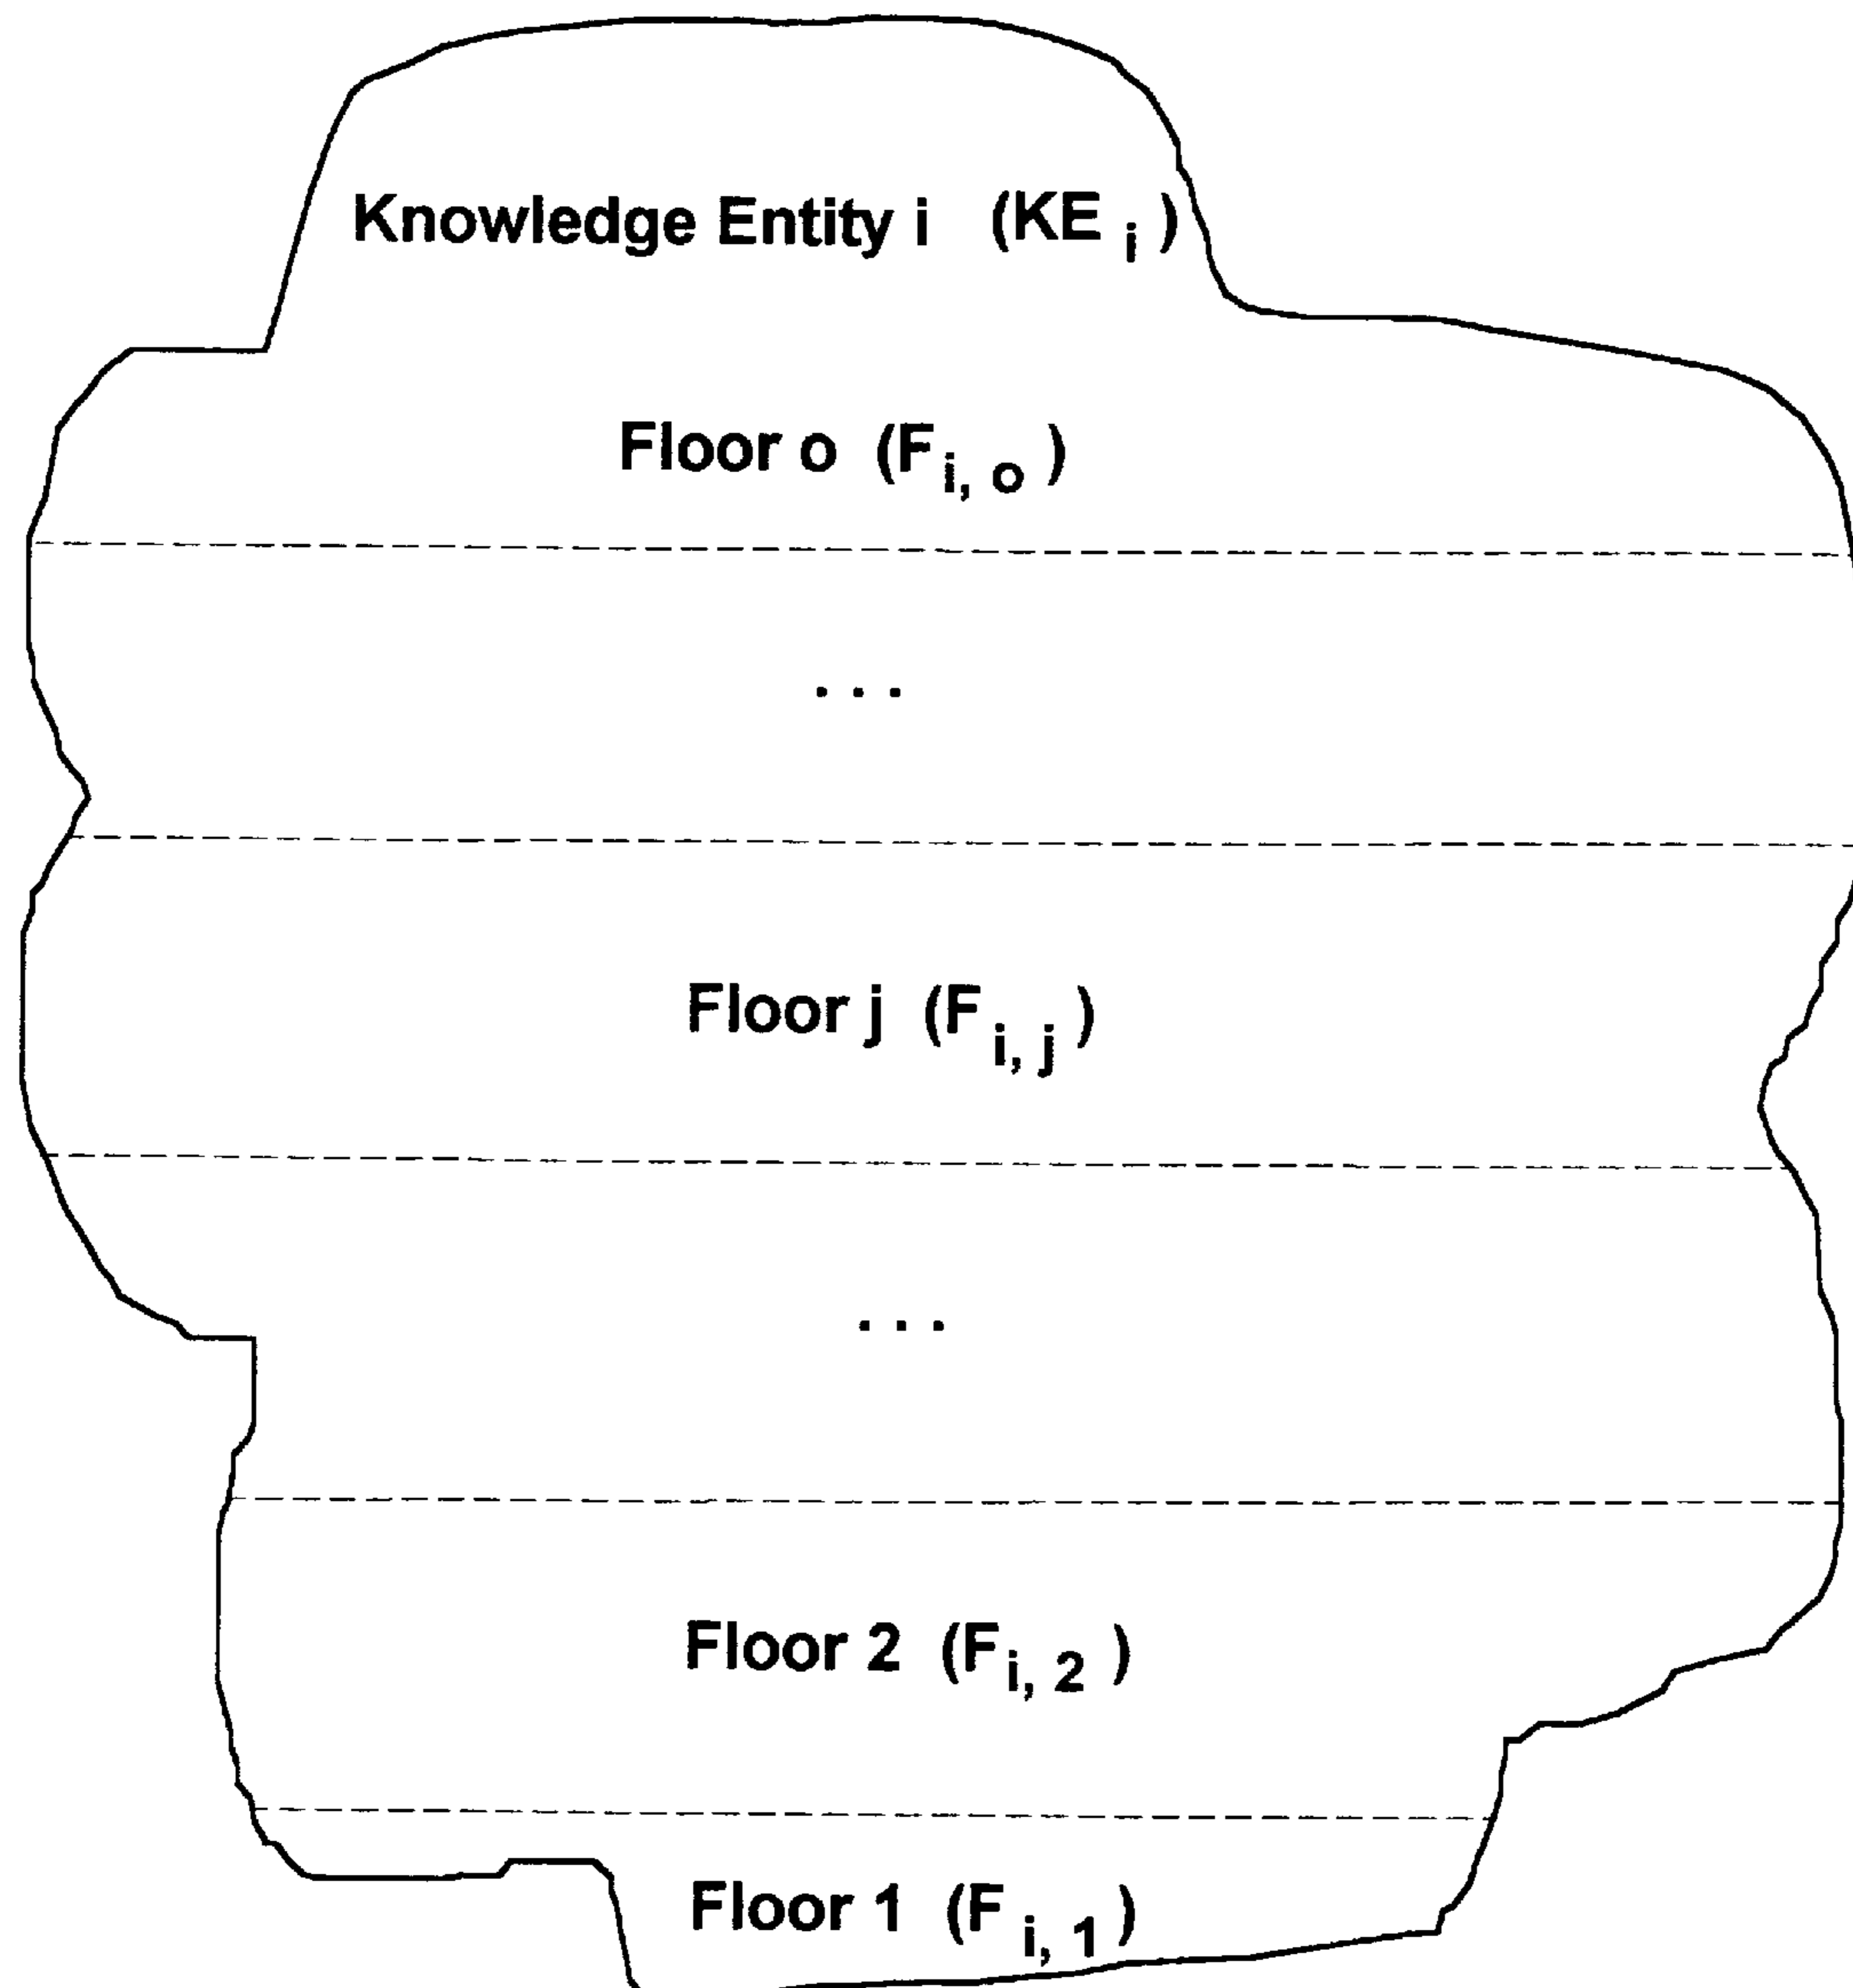 Knowledge Entity i (KE i )
Floor o (F i, o )
...
Floor j (F i, j )
...
Floor 2 (F i, 2 )
Floor 1 (F i, 1 )